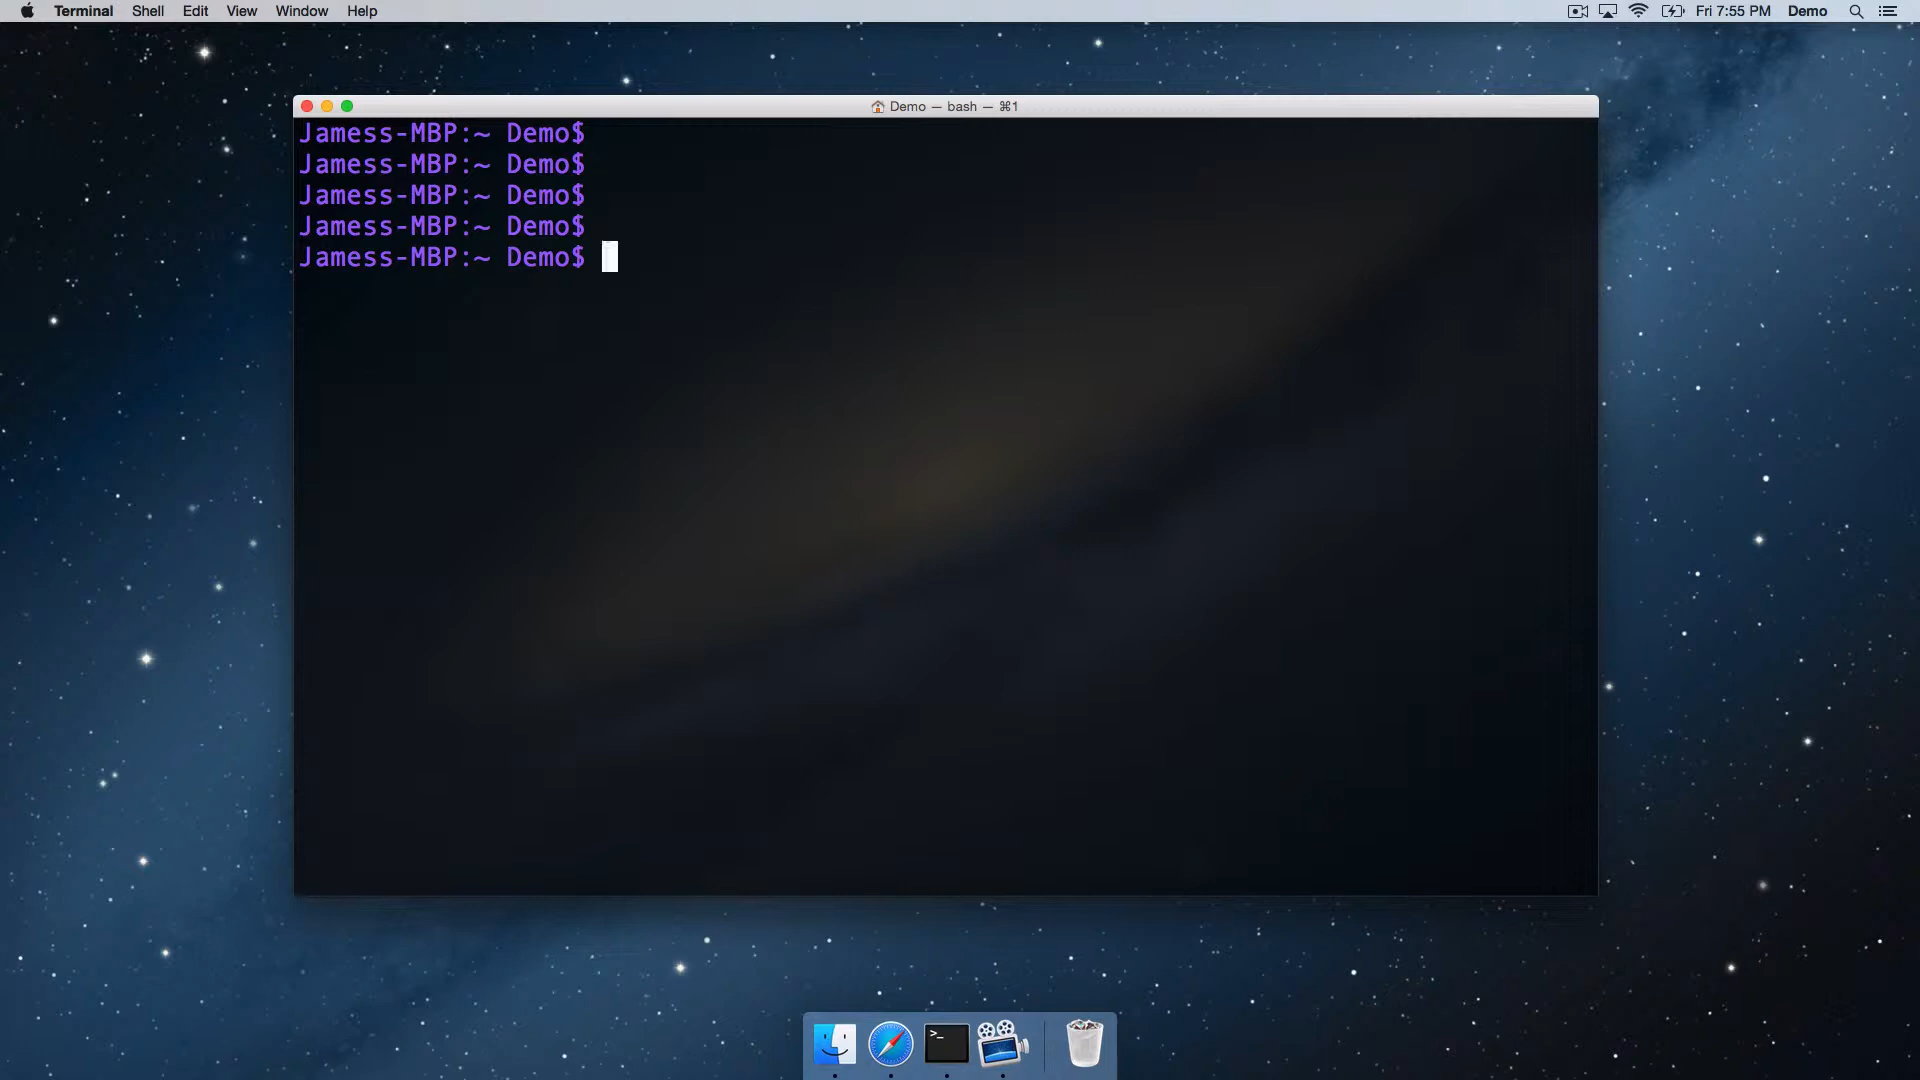 Terminal Shell Edit View Window Help Fri 7:55 PM Demo
Demo — bash — ⌘1
Jamess-MBP:~ Demo$
Jamess-MBP:~ Demo$
Jamess-MBP:~ Demo$
Jamess-MBP:~ Demo$
Jamess-MBP:~ Demo$
>_